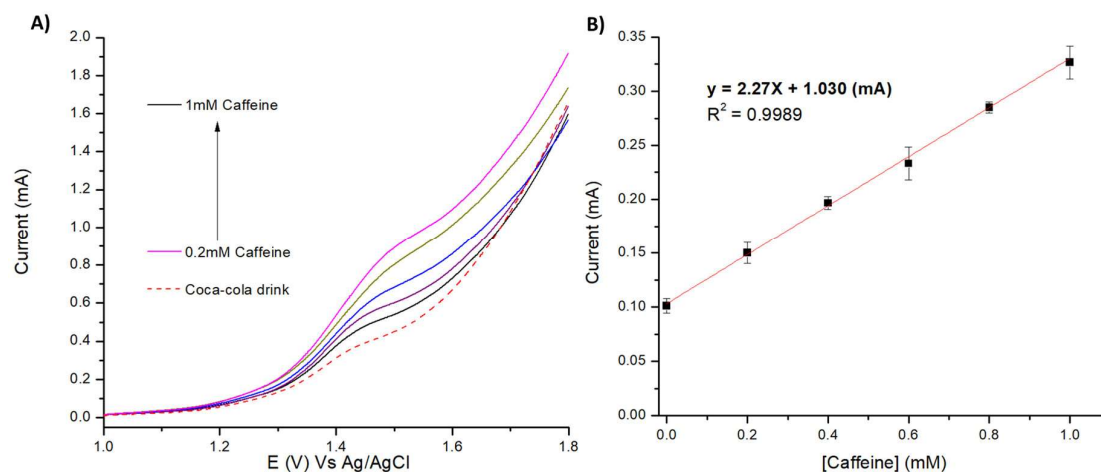 A)
2.0
1.8
1.6
1.4
1.2
1.0
0.8
0.6
0.4
0.2
0.0
Current (mA)
1mM Caffeine
0.2mM Caffeine
Coca-cola drink
1.0
1.2
1.4
1.6
1.8
E (V) Vs Ag/AgCl
B)
0.35
0.30
0.25
0.20
0.15
0.10
0.05
0.00
Current (mA)
y = 2.27X + 1.030 (mA)
R² = 0.9989
0.0
0.2
0.4
0.6
0.8
1.0
[Caffeine] (mM)